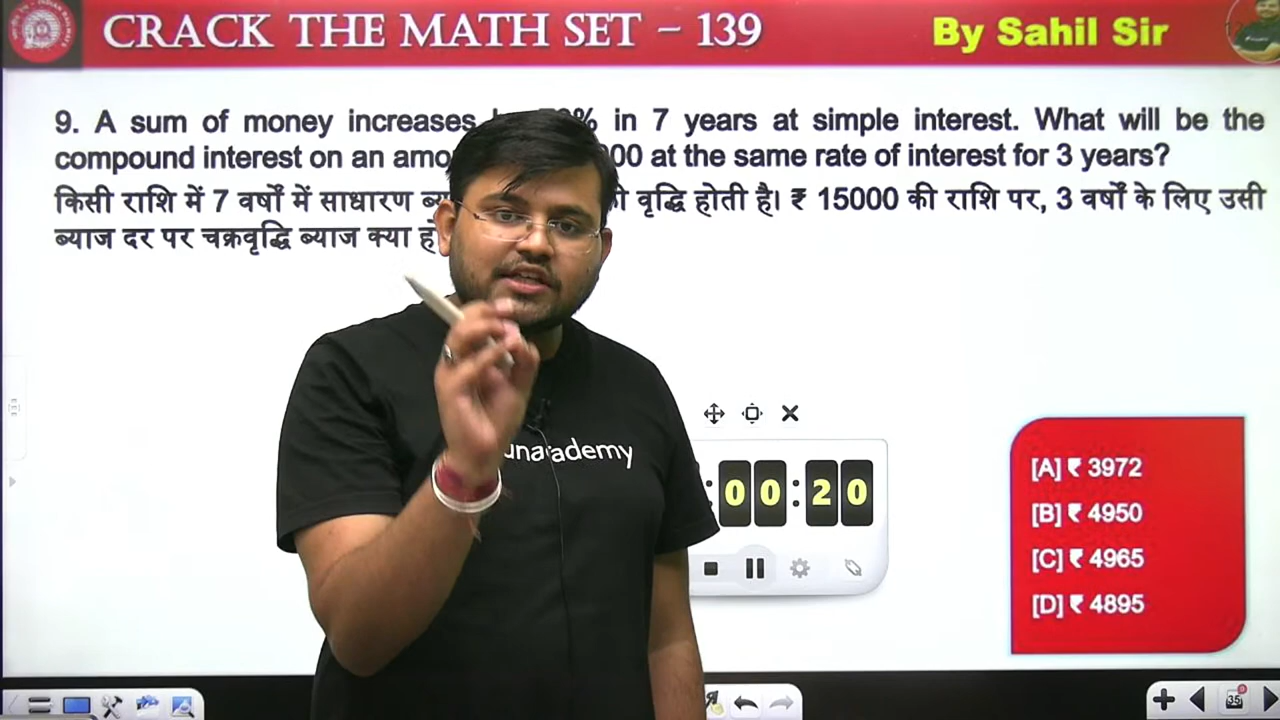 CRACK THE MATH SET – 139
By Sahil Sir
9. A sum of money increases % in 7 years at simple interest. What will be the
compound interest on an 00 at the same rate of interest for 3 years?
किसी राशि में 7 वर्षों में साधारण वृद्धि होती है। ₹ 15000 की राशि पर, 3 वर्षों के लिए उसी
ब्याज दर पर चक्रवृद्धि ब्याज क्या
unacademy
:00:20
[A] ₹ 3972
[B] ₹ 4950
[C] ₹ 4965
[D] ₹ 4895
35